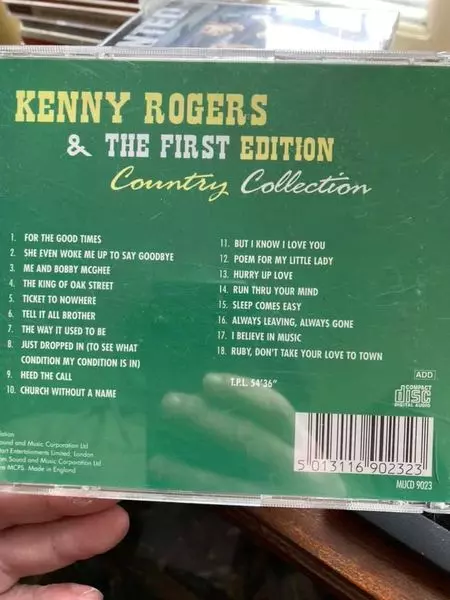 KENNY ROGERS
& THE FIRST EDITION
Country Collection
1. FOR THE GOOD TIMES
2. SHE EVEN WOKE ME UP TO SAY GOODBYE
3. ME AND BOBBY MCGHEE
4. THE KING OF OAK STREET
5. TICKET TO NOWHERE
6. TELL IT ALL BROTHER
7. THE WAY IT USED TO BE
8. JUST DROPPED IN (TO SEE WHAT
CONDITION MY CONDITION IS IN)
9. HEED THE CALL
10. CHURCH WITHOUT A NAME
11. BUT I KNOW I LOVE YOU
12. POEM FOR MY LITTLE LADY
13. HURRY UP LOVE
14. RUN THRU YOUR MIND
15. SLEEP COMES EASY
16. ALWAYS LEAVING, ALWAYS GONE
17. I BELIEVE IN MUSIC
18. RUBY, DON'T TAKE YOUR LOVE TO TOWN
T.P.L. 54'36"
ADD
COMPACT
disc
DIGITAL AUDIO
5 013116 902323
MUCD 9023
Sound and Music Corporation Ltd
Entertainments Limited, London
Sound and Music Corporation Ltd
MCPS. Made in England